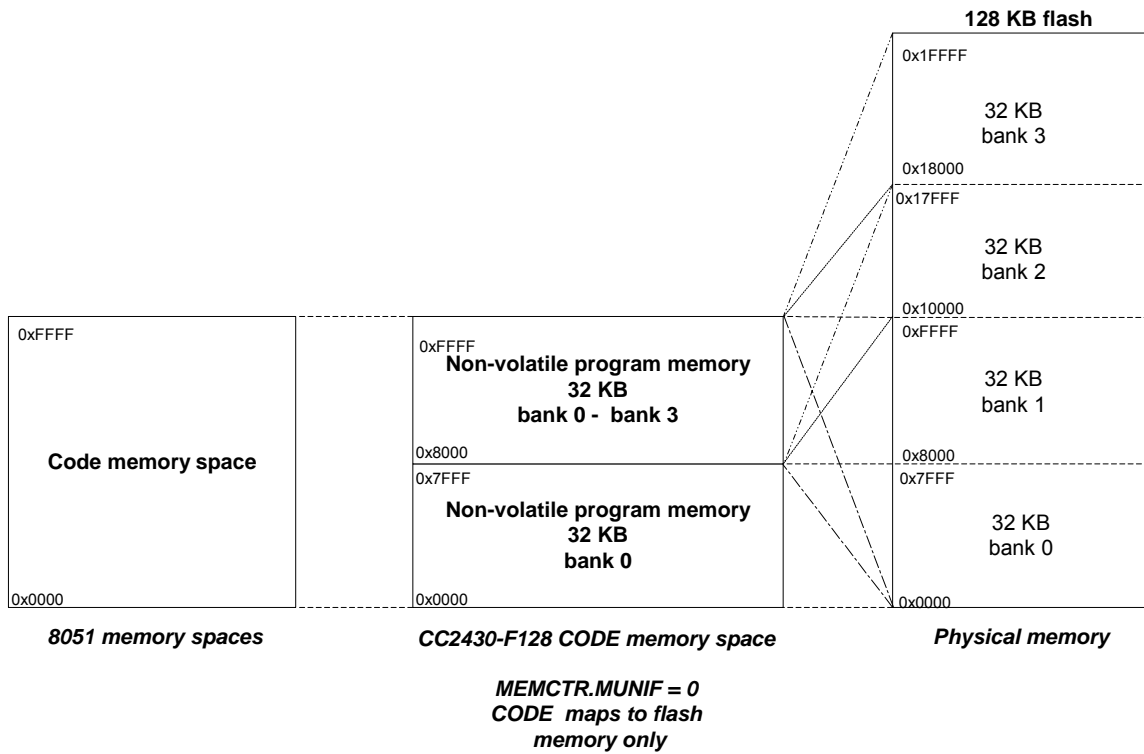 128 KB flash
0x1FFFF
32 KB
bank 3
0x18000
0x17FFF
32 KB
bank 2
0x10000
0xFFFF
32 KB
bank 1
0x8000
0x7FFF
32 KB
bank 0
0x0000
0xFFFF
Code memory space
0x0000
0xFFFF
Non-volatile program memory
32 KB
bank 0 - bank 3
0x8000
0x7FFF
Non-volatile program memory
32 KB
bank 0
0x0000
8051 memory spaces
CC2430-F128 CODE memory space
Physical memory
MEMCTR.MUNIF = 0
CODE maps to flash
memory only